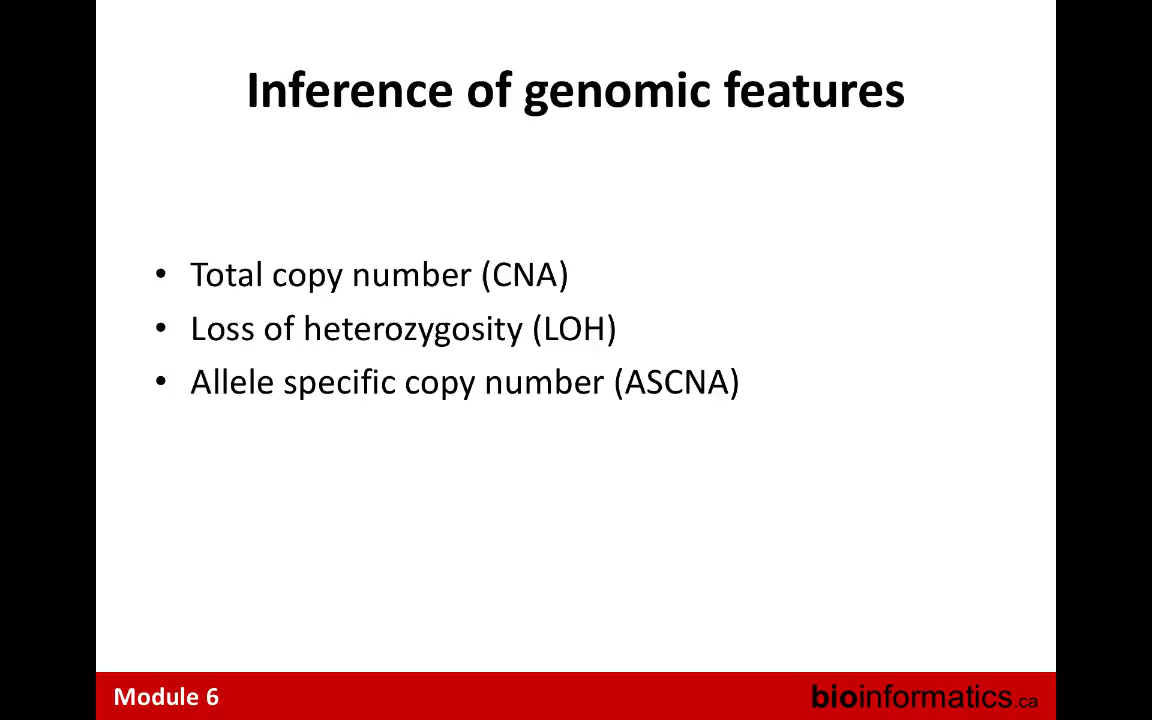 Inference of genomic features
• Total copy number (CNA)
• Loss of heterozygosity (LOH)
• Allele specific copy number (ASCNA)
Module 6
bioinformatics.ca